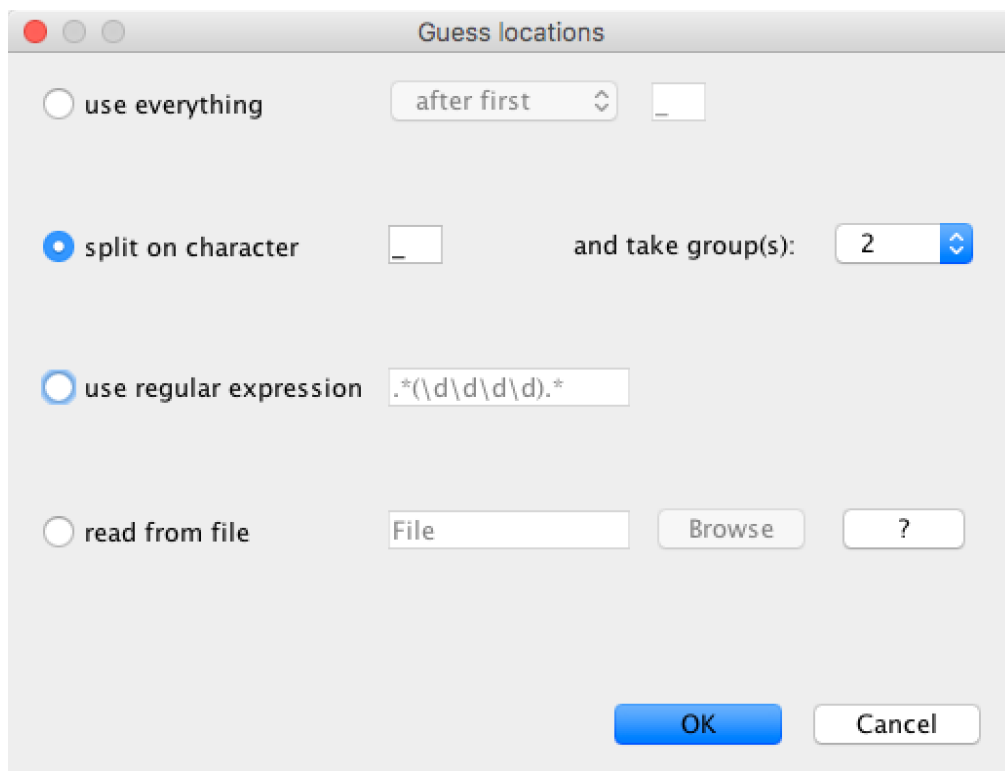 Guess locations
use everything after first _
split on character _ and take group(s): 2
use regular expression .*(\d\d\d\d).*
read from file File Browse ?
OK Cancel